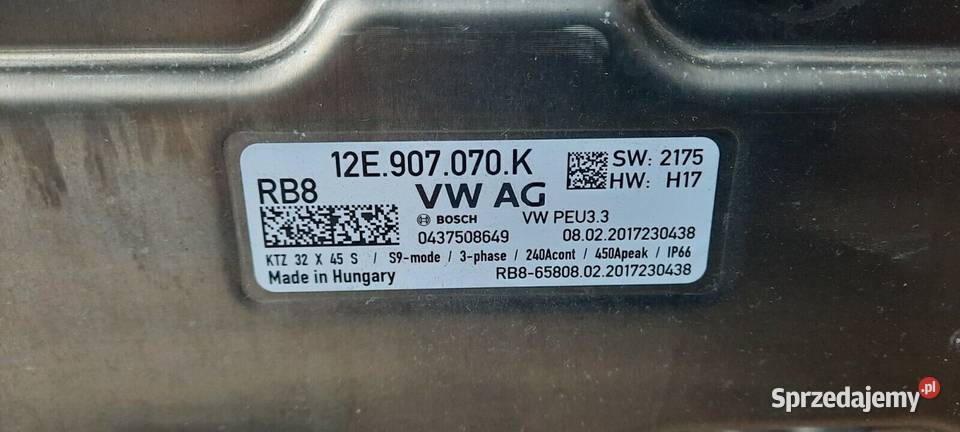 12E.907.070.K
SW: 2175
HW: H17
RB8
VW AG
BOSCH
VW PEU3.3
0437508649
08.02.2017230438
KTZ 32 X 45 S / S9-mode / 3-phase / 240Acont / 450Apeak / IP66
Made in Hungary
RB8-65808.02.2017230438
Sprzedajemy.pl